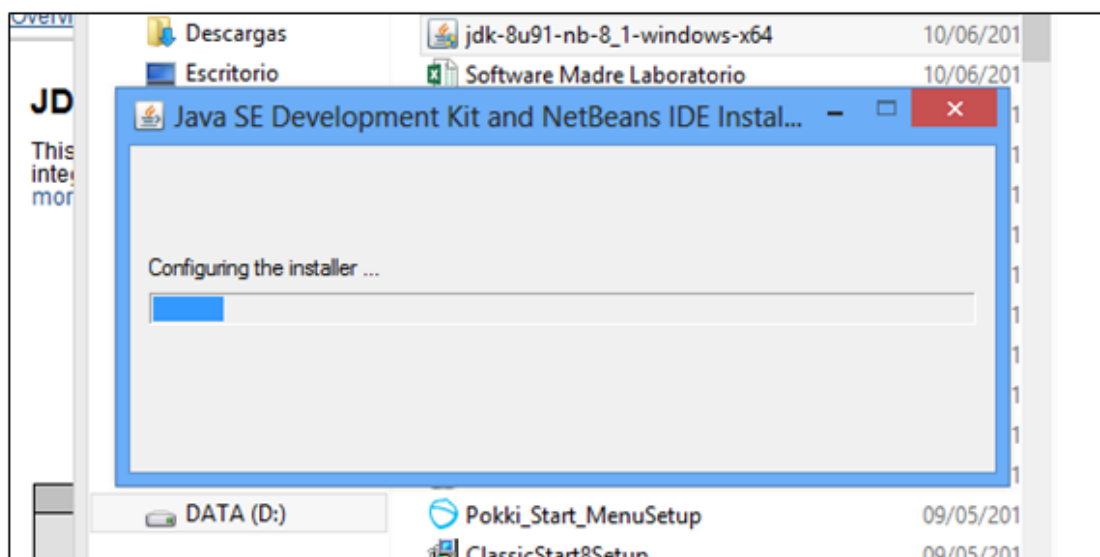 Overvi
Descargas
jdk-8u91-nb-8_1-windows-x64
10/06/201
Escritorio
Software Madre Laboratorio
10/06/201
JD
Java SE Development Kit and NetBeans IDE Instal...
This
inte
mor
Configuring the installer ...
DATA (D:)
Pokki_Start_MenuSetup
09/05/201
ClassicStart8Setup
09/05/201